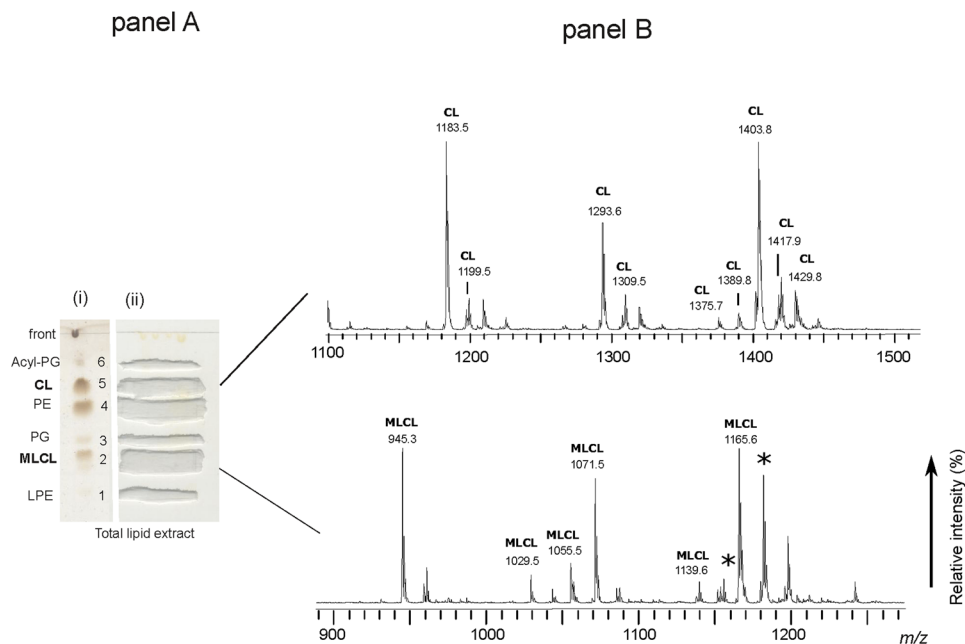 panel A
panel B
CL
1183.5
CL
1403.8
CL
1293.6
CL
1199.5
CL
1309.5
CL
1417.9
CL
1389.8
CL
1429.8
CL
1375.7
1100 1200 1300 1400 1500
(i) (ii)
front
Acyl-PG 6
CL 5
PE 4
PG 3
MLCL 2
LPE 1
Total lipid extract
MLCL
945.3
MLCL
1071.5
MLCL
1165.6
*
MLCL
1029.5
MLCL
1055.5
MLCL
1139.6
*
900 1000 1100 1200 m/z
Relative intensity (%)